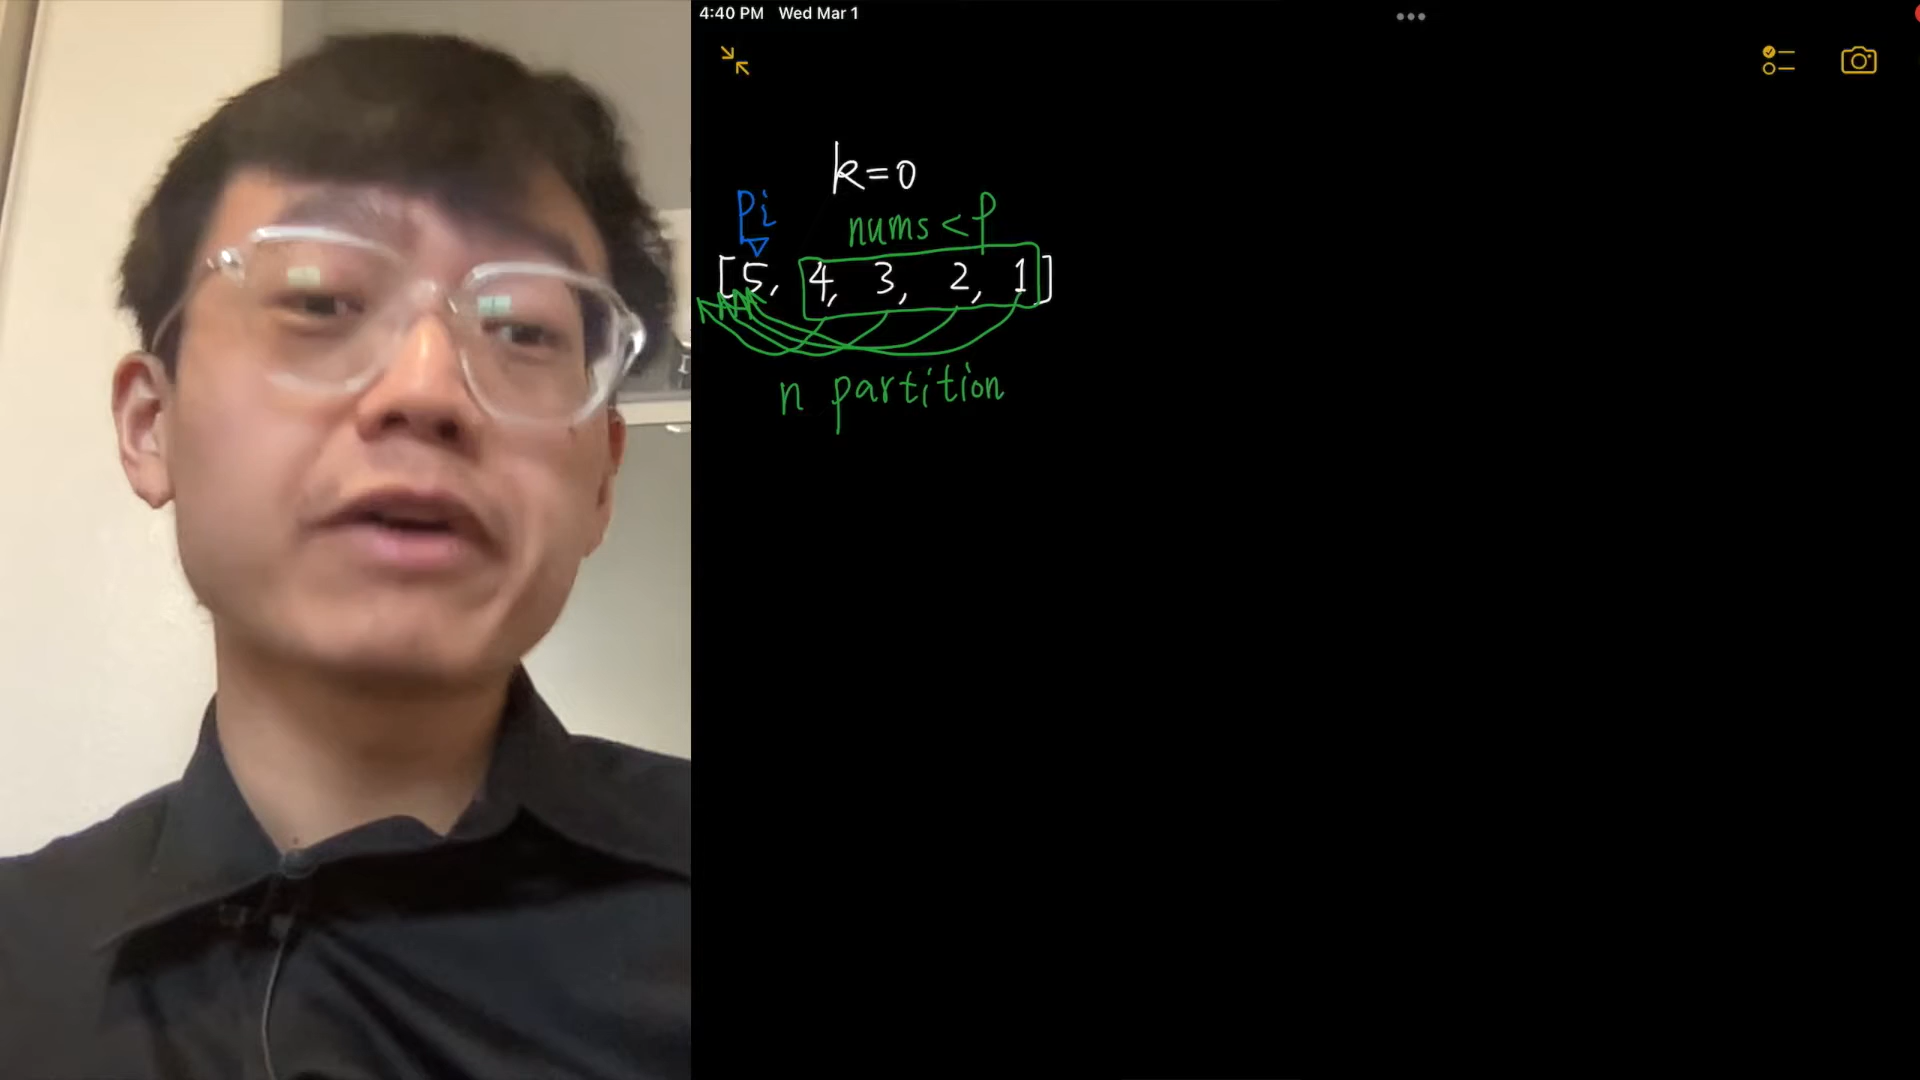 4:40 PM Wed Mar 1
k=0
Pi
nums < P
[5, 4, 3, 2, 1]
n partition